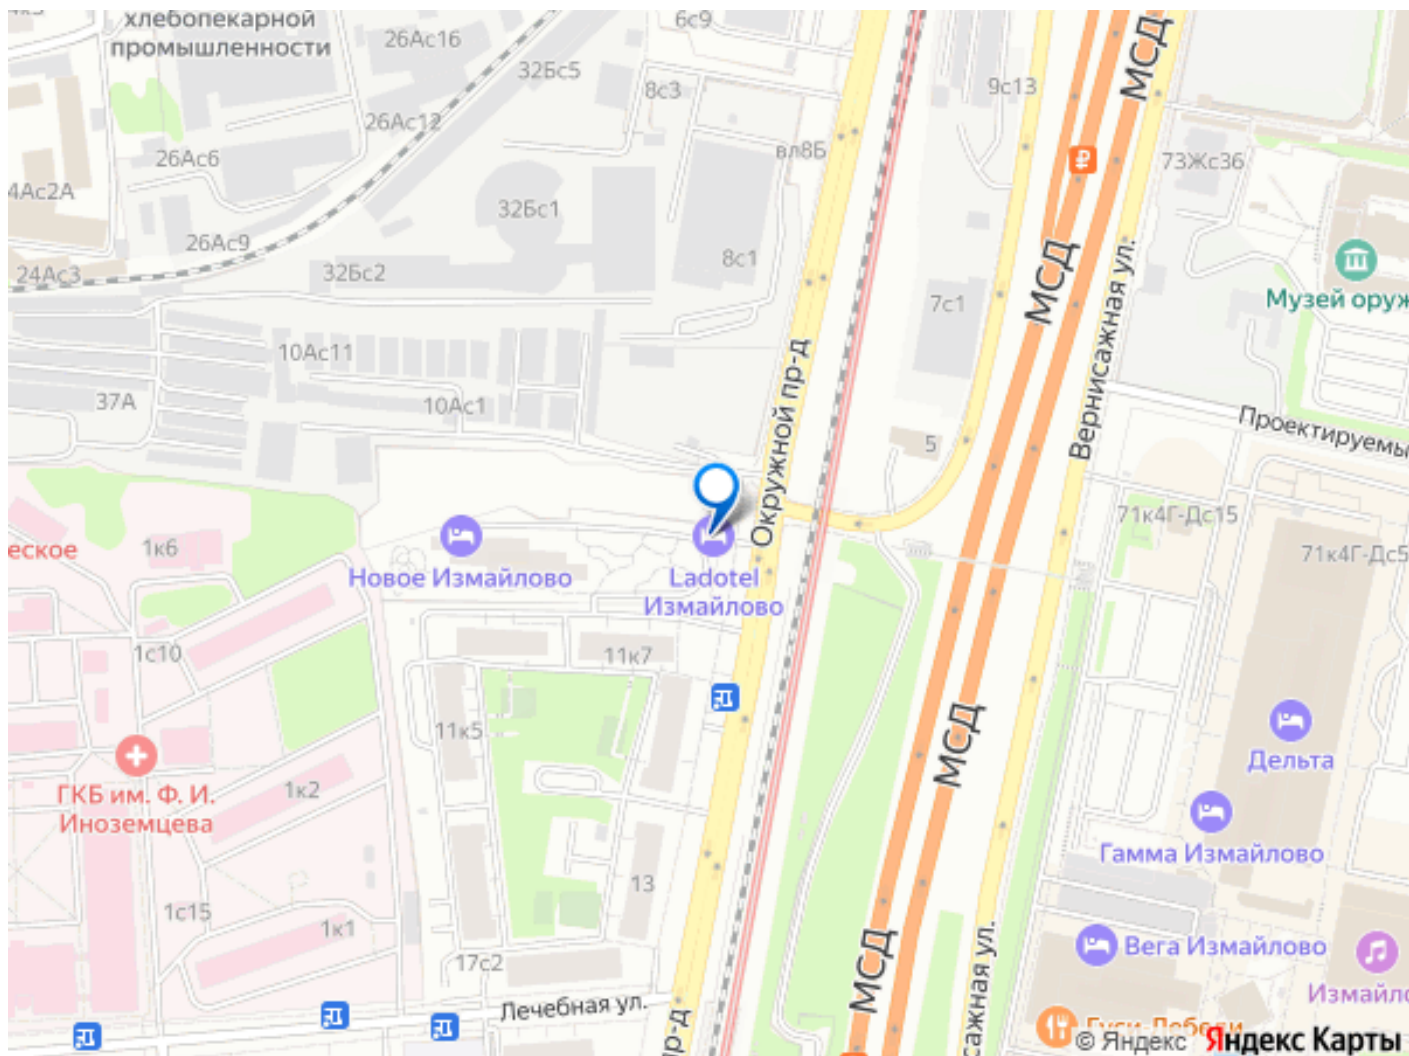 хлебопекарной
промышленности
26Ас16
6с9
32Бс5
8с3
9с13
МСД
26Ас12
вл8Б
26Ас6
73Жс36
4Ас2А
32Бс1
26Ас9
8с1
Вернисажная ул.
24Ас3
32Бс2
МСД
Музей оруж
7с1
10Ас11
Окружной пр-д
37А
10Ас1
5
Проектируемы
71к4Г-Дс15
еское
1к6
71к4Г-Дс5
Новое Измайлово
Ladotel
Измайлово
1с10
11к7
11к5
МСД
Дельта
ГКБ им. Ф. И.
Иноземцева
1к2
Гамма Измайлово
13
1с15
1к1
Вега Измайлово
17с2
МСД
сажная ул.
Лечебная ул.
Измайло
пр-д
Гуси-Лебеди
© Яндекс Яндекс Карты